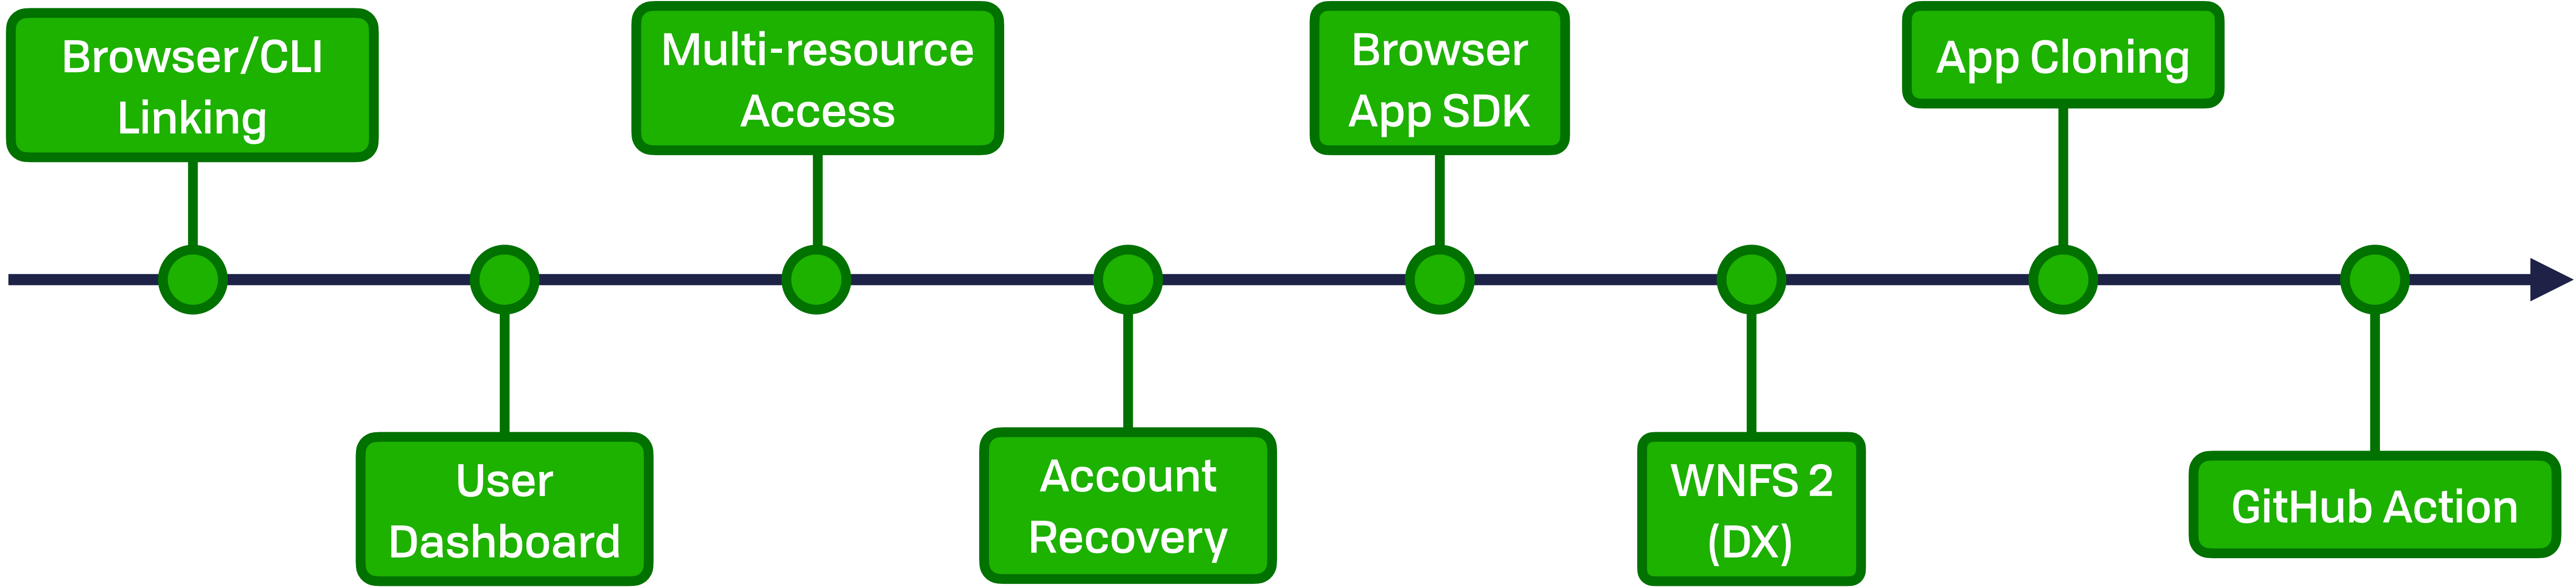 Browser/CLI
Linking
User
Dashboard
Multi-resource
Access
Account
Recovery
Browser
App SDK
WNFS 2
(DX)
App Cloning
GitHub Action